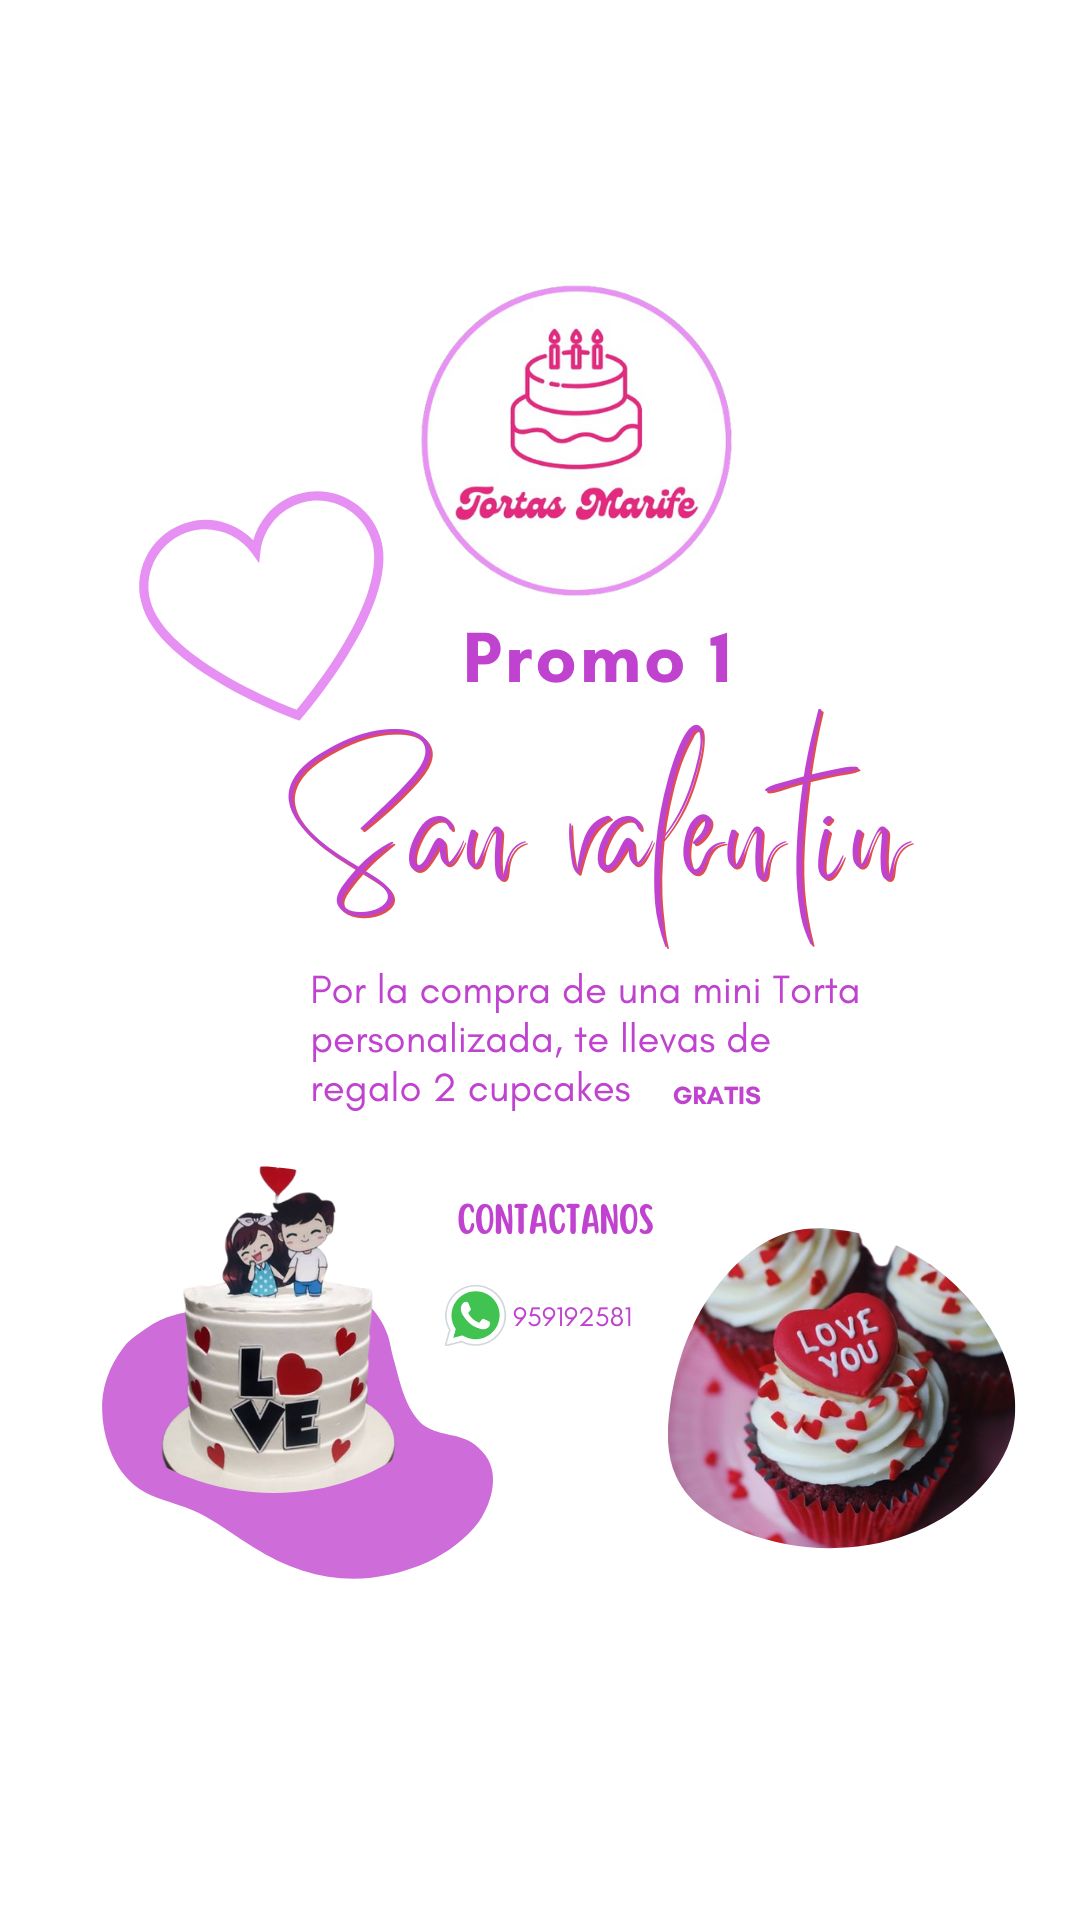 Tortas Marife
Promo 1
San valentin
Por la compra de una mini Torta
personalizada, te llevas de
regalo 2 cupcakes GRATIS
CONTACTANOS
959192581
L
VE
LOVE
YOU